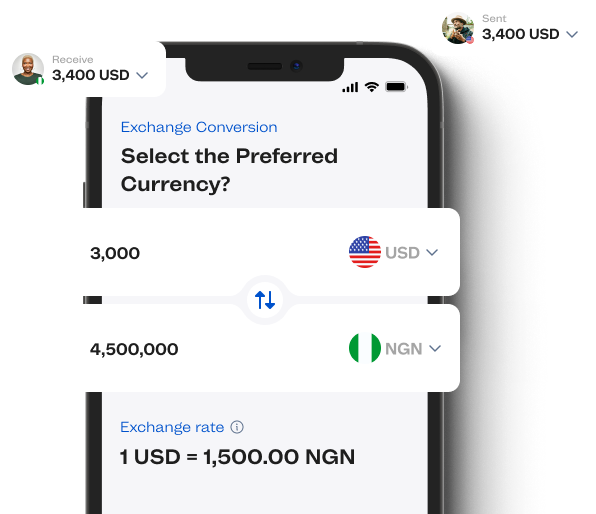 Sent
3,400 USD
Receive
3,400 USD
Exchange Conversion
Select the Preferred
Currency?
3,000
USD
4,500,000
NGN
Exchange rate
1 USD = 1,500.00 NGN